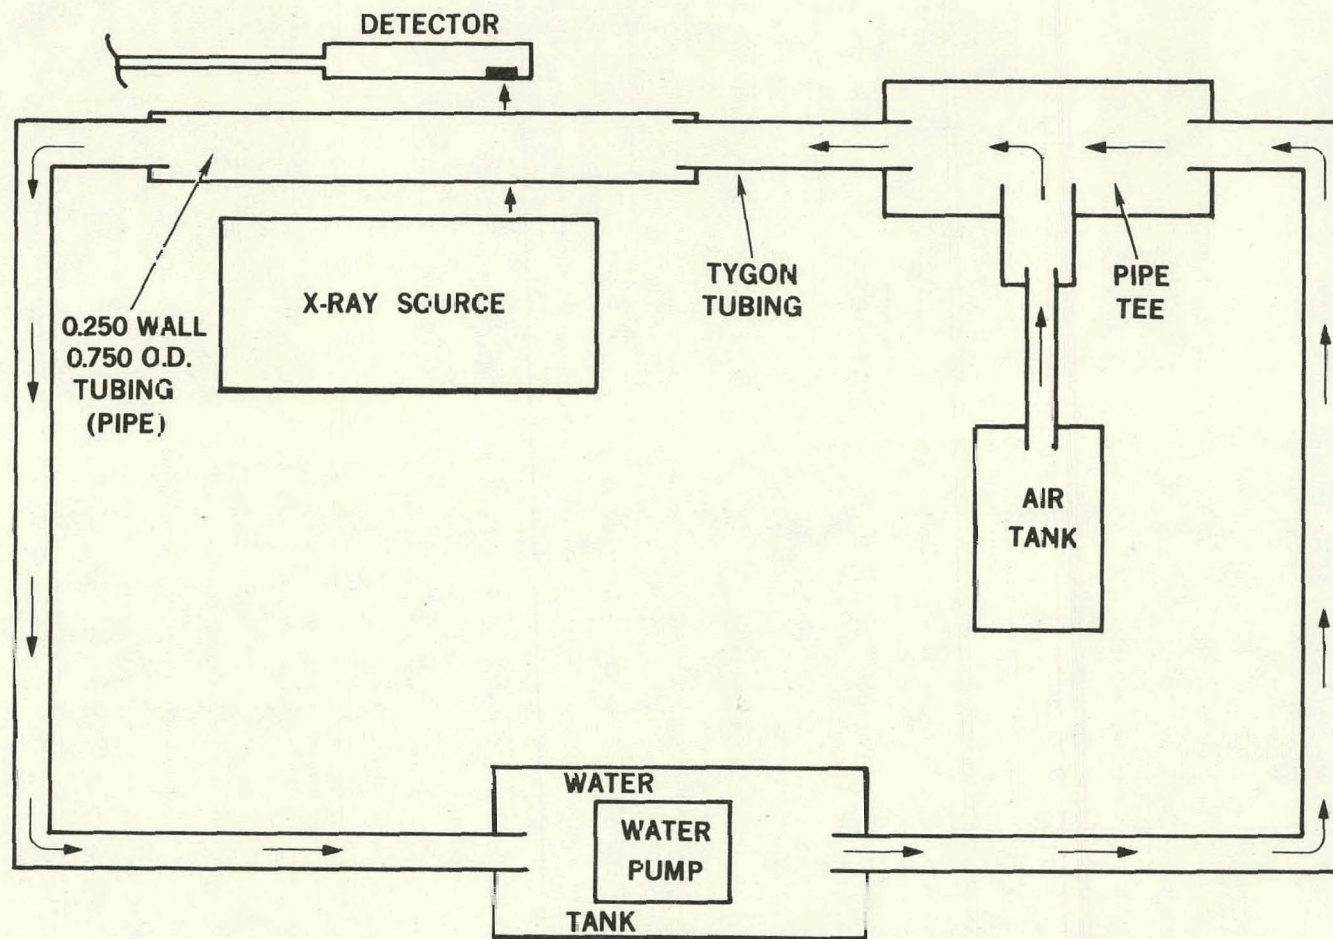 DETECTOR
X-RAY SOURCE
0.250 WALL
0.750 O.D.
TUBING
(PIPE)
TYGON
TUBING
PIPE
TEE
AIR
TANK
WATER
WATER
PUMP
TANK